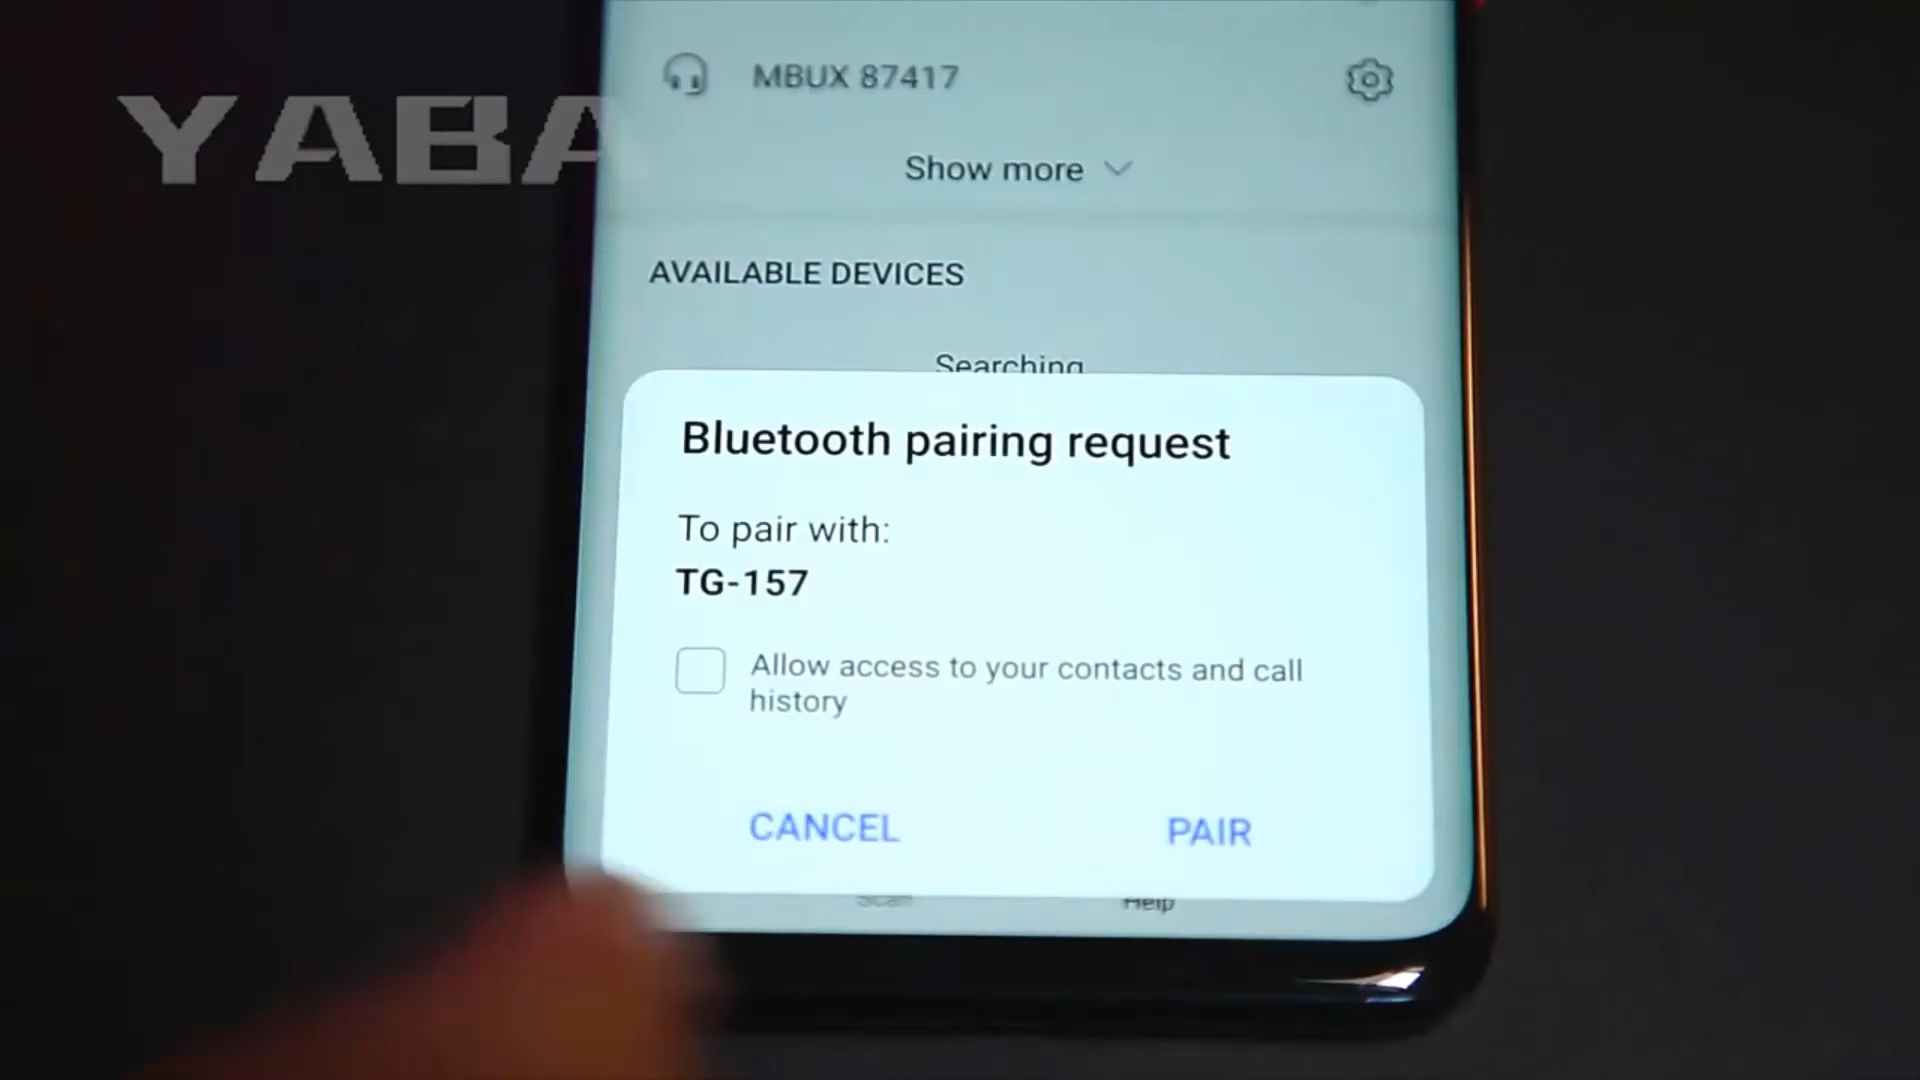 YABA
MBUX 87417
Show more
AVAILABLE DEVICES
Searching
Bluetooth pairing request
To pair with:
TG-157
Allow access to your contacts and call
history
CANCEL
PAIR
Scan
Help